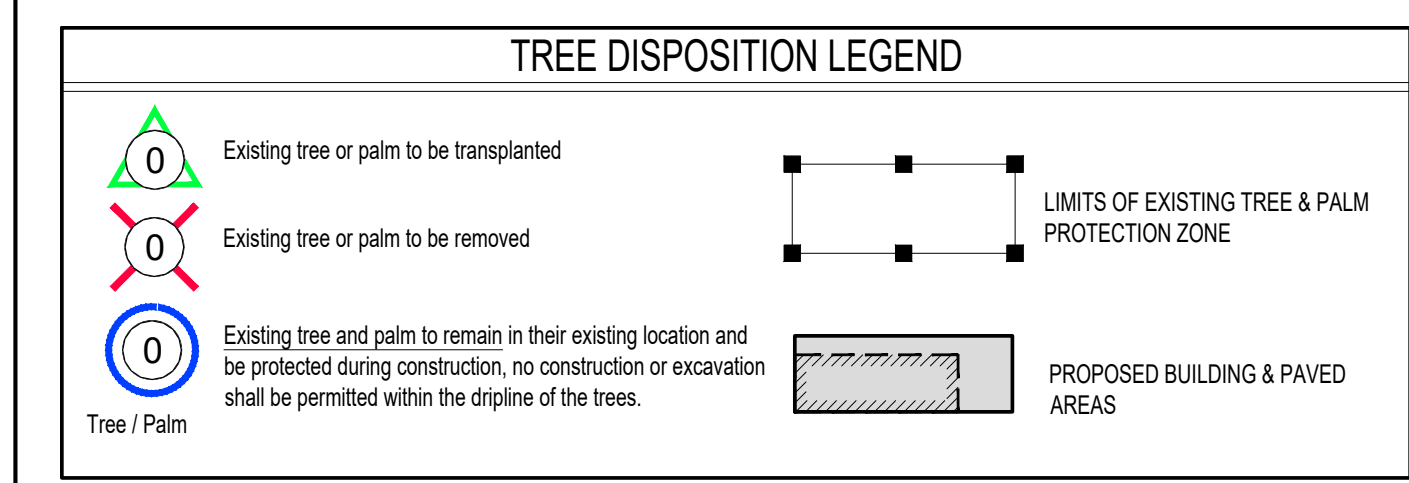 TREE DISPOSITION LEGEND
0
Existing tree or palm to be transplanted
0
Existing tree or palm to be removed
0
Existing tree and palm to remain in their existing location and
be protected during construction, no construction or excavation
shall be permitted within the dripline of the trees.
Tree / Palm
LIMITS OF EXISTING TREE & PALM
PROTECTION ZONE
PROPOSED BUILDING & PAVED
AREAS